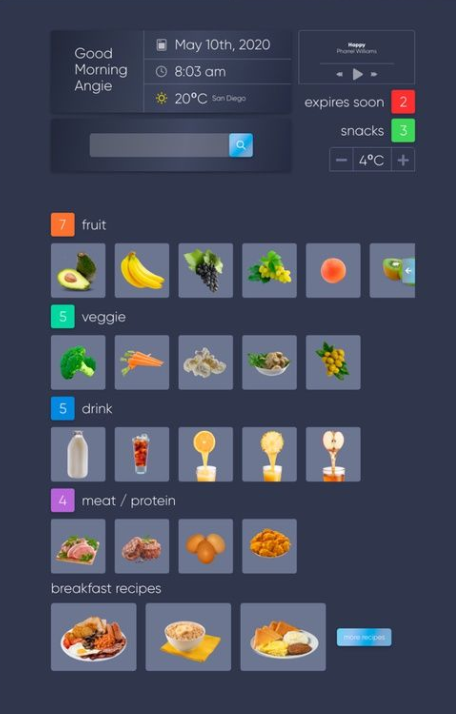 Good
Morning
Angie
May 10th, 2020
8:03 am
20°C San Diego
Happy
Pharrel Williams
expires soon 2
snacks 3
4°C
7 fruit
5 veggie
5 drink
4 meat / protein
breakfast recipes
more recipes